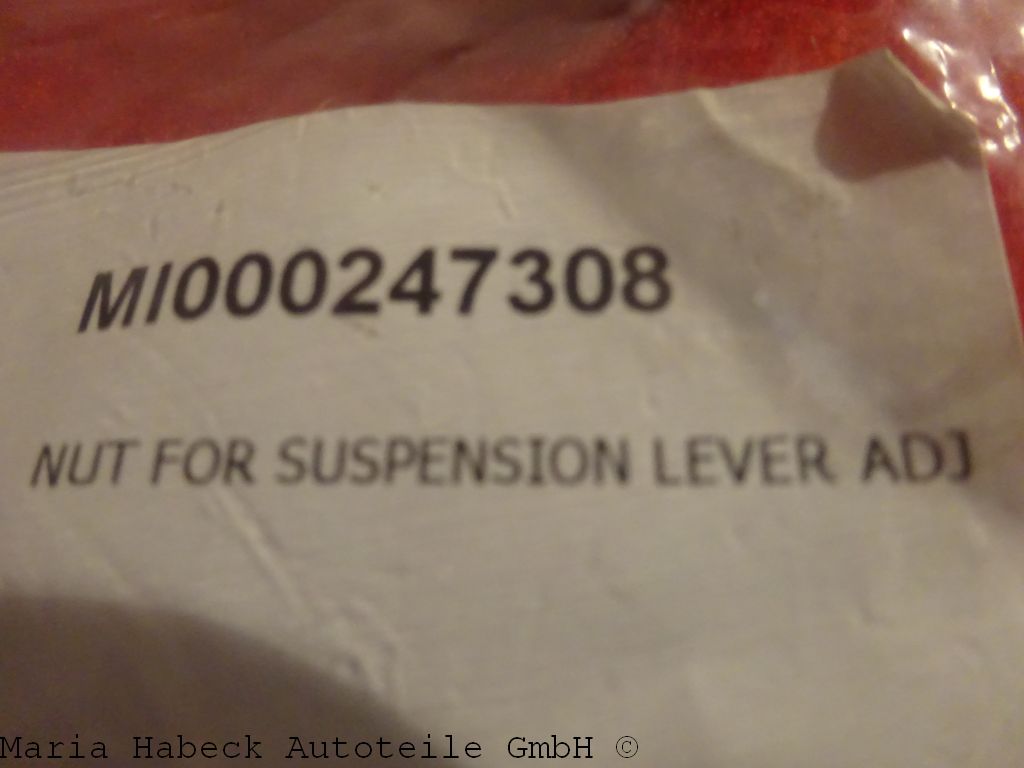 MI000247308
NUT FOR SUSPENSION LEVER ADJ
Maria Habeck Autoteile GmbH ©